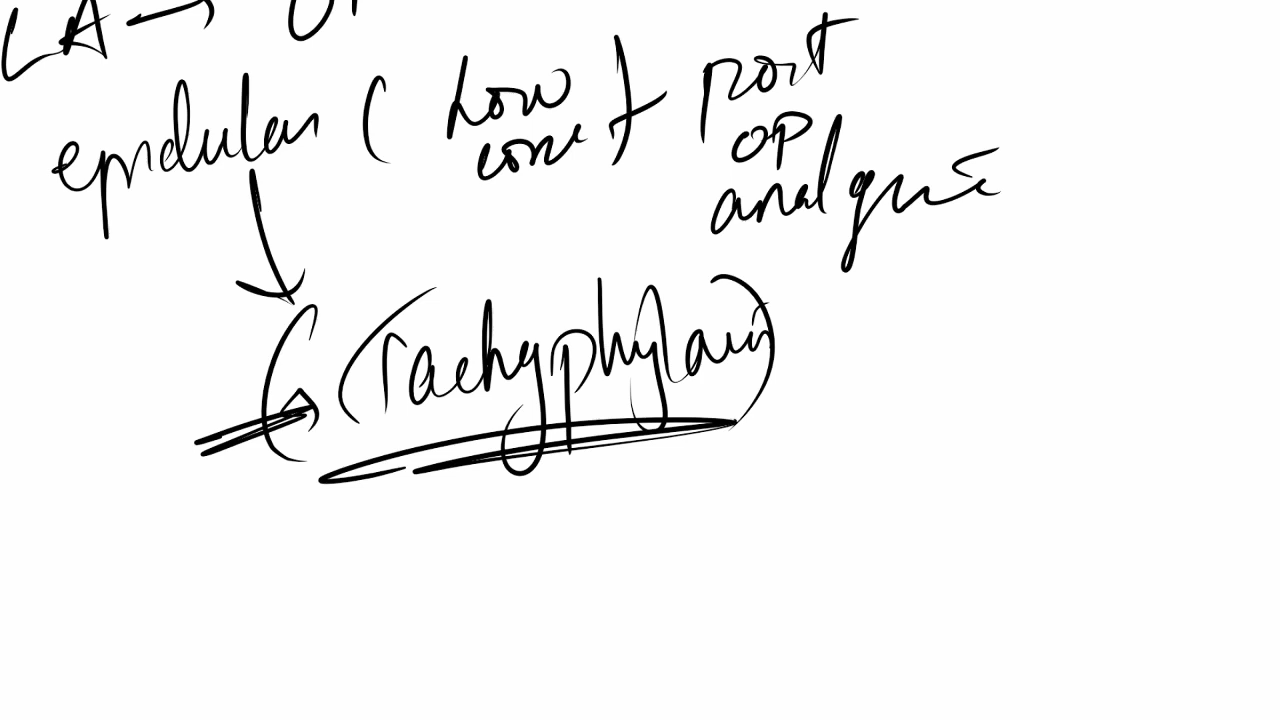 LA →
epidular ( Low conc ) post
OP
analgesic
(Tachyphylaxis)